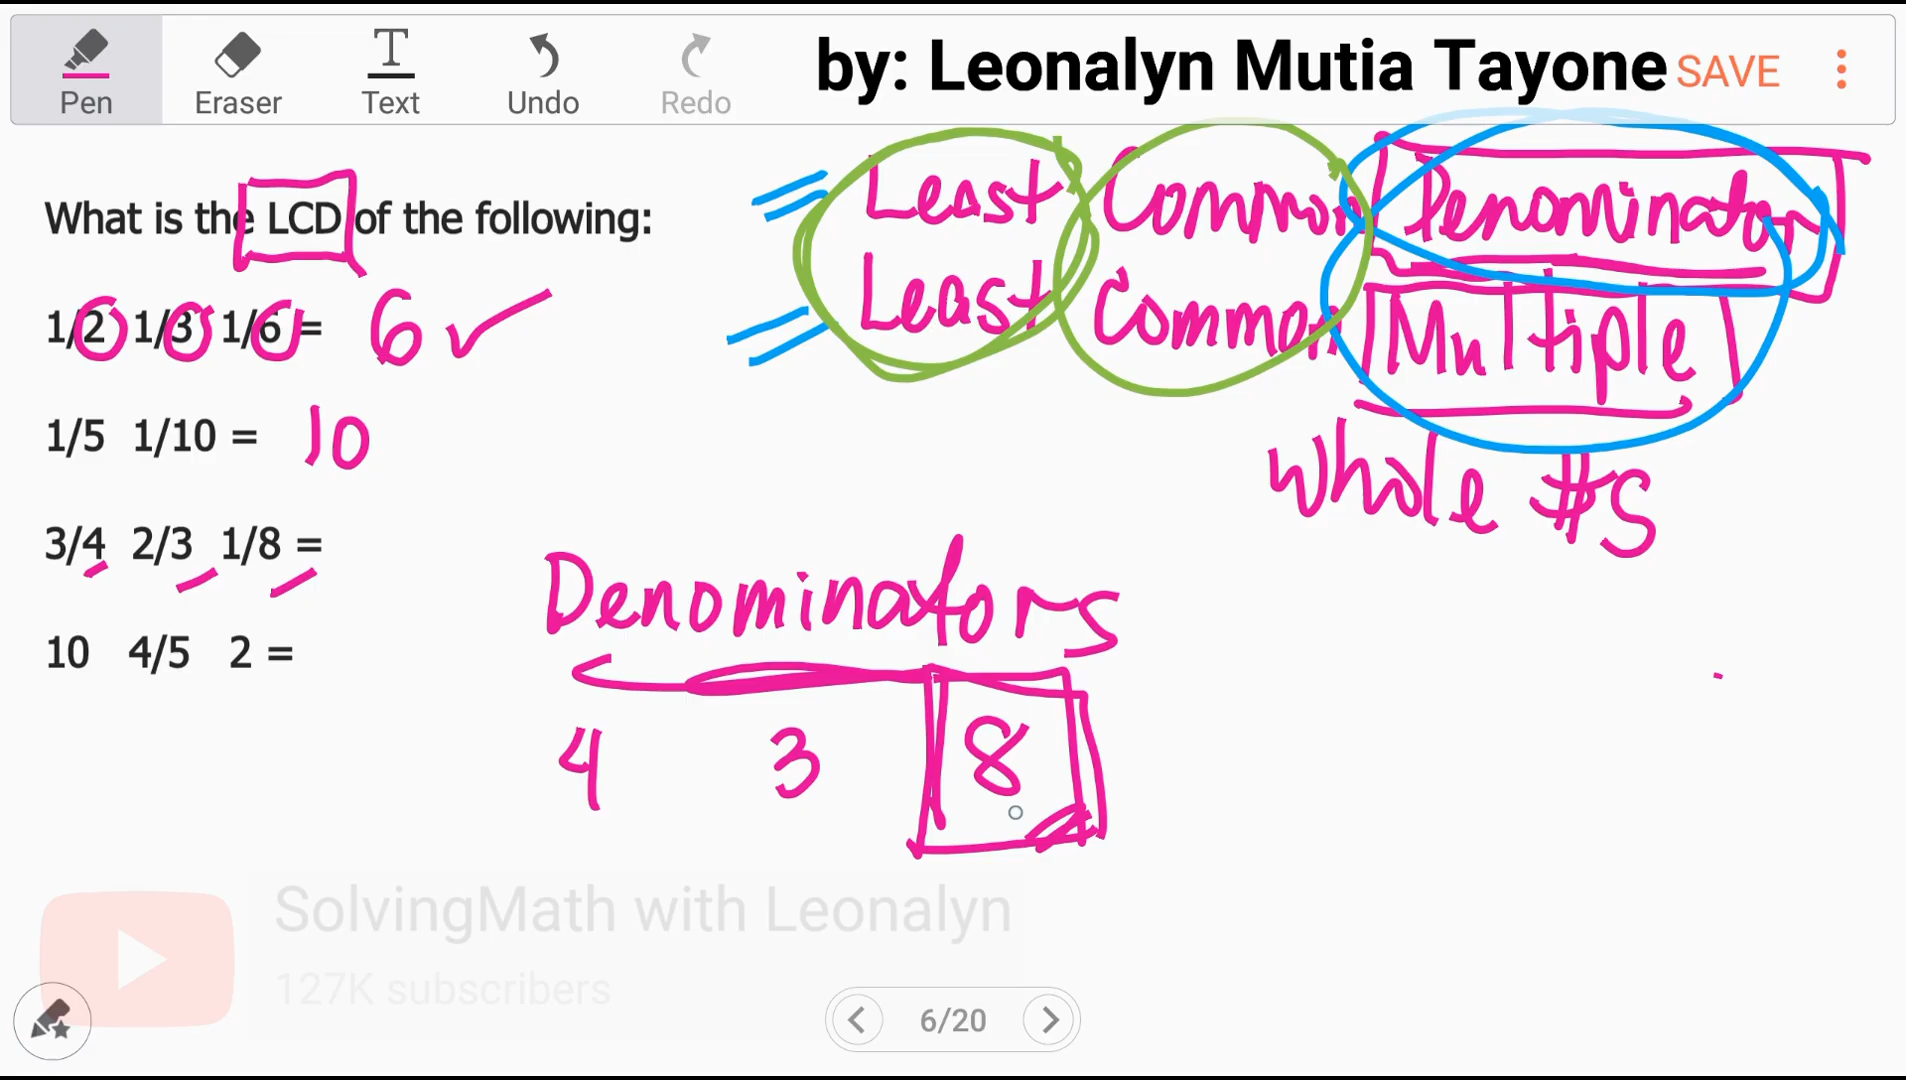 Pen Eraser Text Undo Redo by: Leonalyn Mutia Tayone SAVE
Least Common Denominator
What is the LCD of the following:
Least Common Multiple
1/2 1/3 1/6 = 6
1/5 1/10 = 10
Whole #s
3/4 2/3 1/8 =
Denominators
10 4/5 2 =
4 3 8
SolvingMath with Leonalyn
127K subscribers
6/20